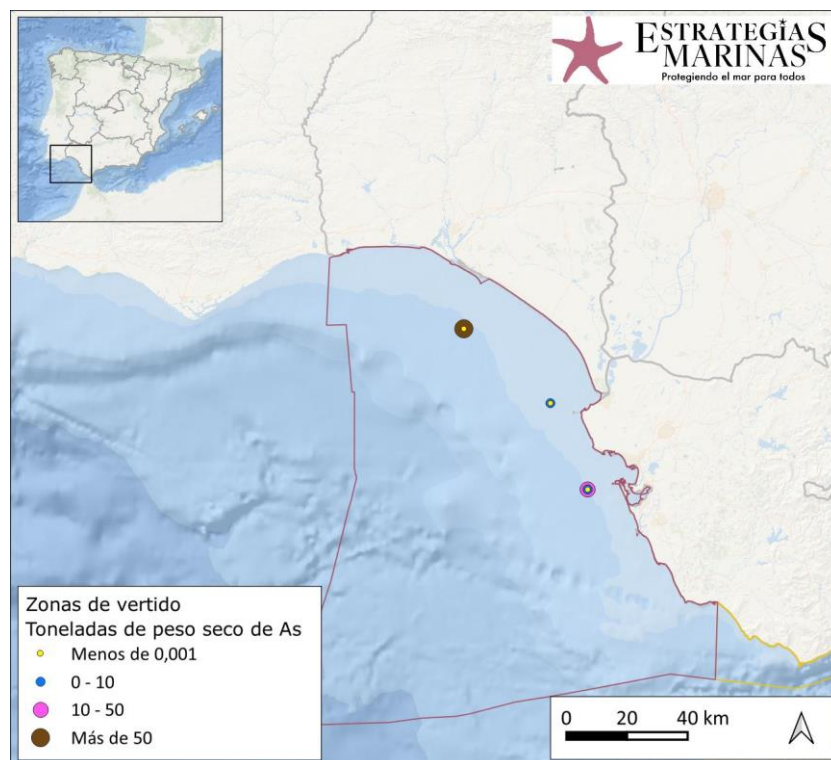 ESTRATEGIAS
MARINAS
Protegiendo el mar para todos
Zonas de vertido
Toneladas de peso seco de As
Menos de 0,001
0 - 10
10 - 50
Más de 50
0 20 40 km